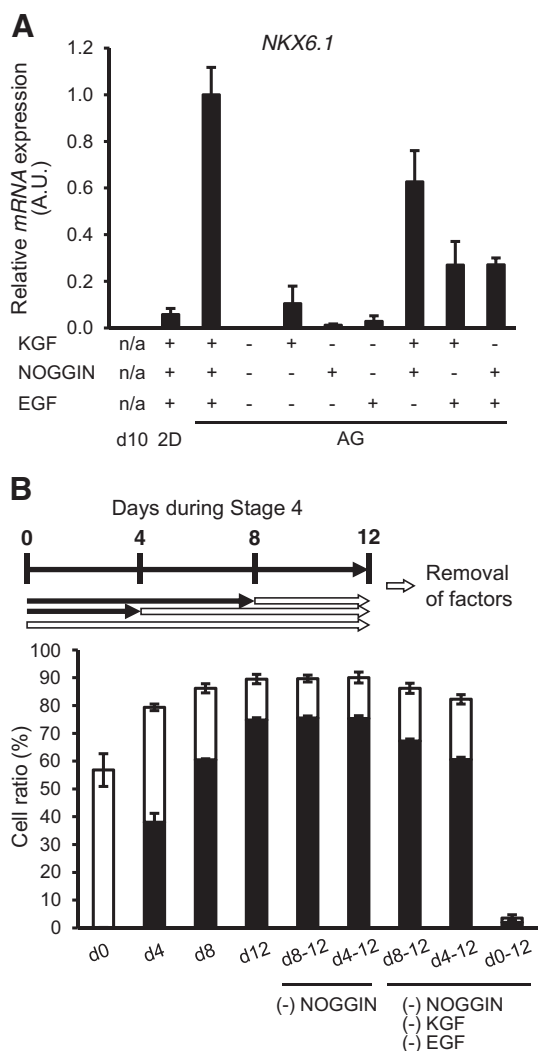 A
NKX6.1
Relative mRNA expression
(A.U.)
1.2
1.0
0.8
0.6
0.4
0.2
0.0
KGF n/a + + - + - - + + -
NOGGIN n/a + + - - + - + - +
EGF n/a + + - - - + - + +
d10 2D AG
B
Days during Stage 4
0 4 8 12
Removal
of factors
Cell ratio (%)
100
90
80
70
60
50
40
30
20
10
0
d0 d4 d8 d12 d8-12 d4-12 d8-12 d4-12 d0-12
(-) NOGGIN
(-) NOGGIN
(-) KGF
(-) EGF